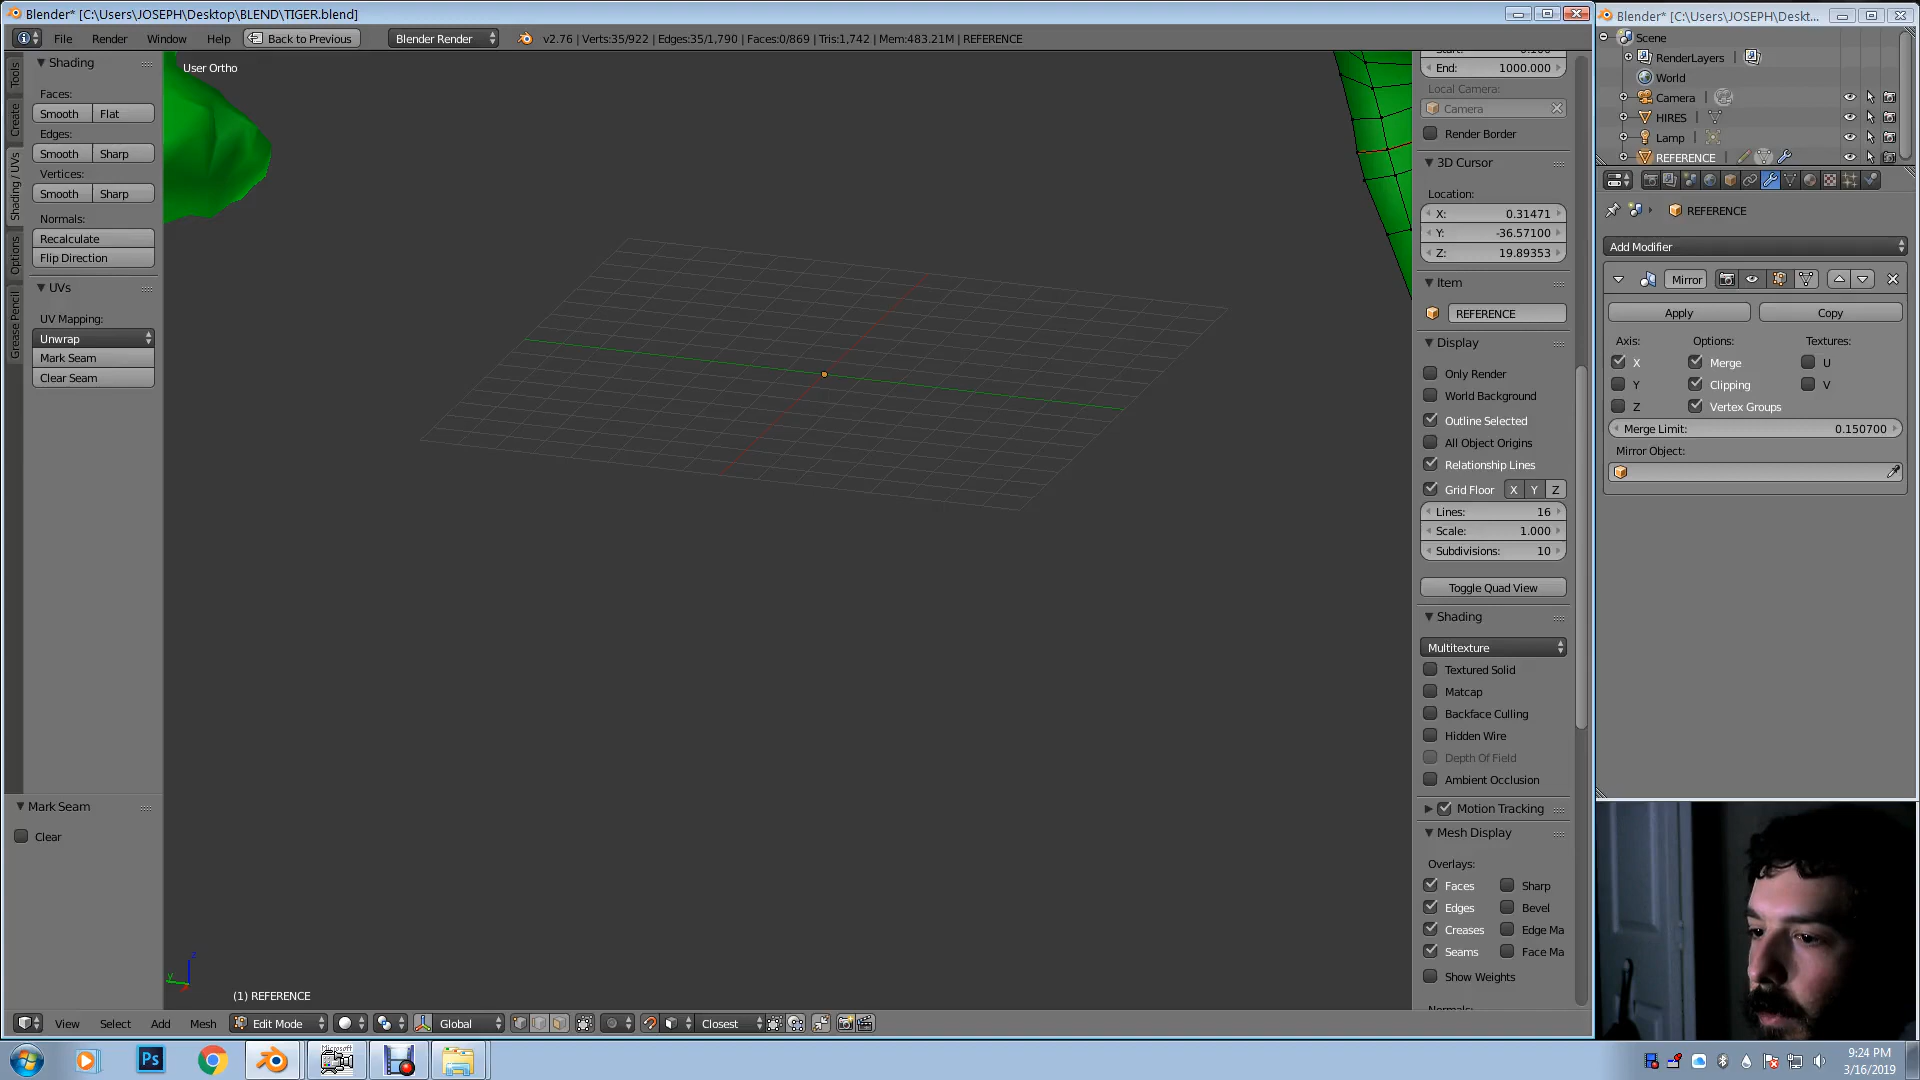 Blender* [C:\Users\JOSEPH\Desktop\BLEND\TIGER.blend]
File Render Window Help Back to Previous Blender Render v2.76 | Verts:35/922 | Edges:35/1,790 | Faces:0/869 | Tris:1,742 | Mem:483.21M | REFERENCE
Tools
Create
Shading / UVs
Options
Grease Pencil
Shading
Faces:
Smooth Flat
Edges:
Smooth Sharp
Vertices:
Smooth Sharp
Normals:
Recalculate
Flip Direction
UVs
UV Mapping:
Unwrap
Mark Seam
Clear Seam
Mark Seam
Clear
User Ortho
z
y
(1) REFERENCE
View Select Add Mesh Edit Mode Global Closest
End: 1000.000
Local Camera:
Camera
Render Border
3D Cursor
Location:
X: 0.31471
Y: -36.57100
Z: 19.89353
Item
REFERENCE
Display
Only Render
World Background
Outline Selected
All Object Origins
Relationship Lines
Grid Floor X Y Z
Lines: 16
Scale: 1.000
Subdivisions: 10
Toggle Quad View
Shading
Multitexture
Textured Solid
Matcap
Backface Culling
Hidden Wire
Depth Of Field
Ambient Occlusion
Motion Tracking
Mesh Display
Overlays:
Faces Sharp
Edges Bevel
Creases Edge Ma
Seams Face Ma
Show Weights
Blender* [C:\Users\JOSEPH\Deskt...
Scene
RenderLayers
World
Camera
HIRES
Lamp
REFERENCE
REFERENCE
Add Modifier
Mirror
Apply Copy
Axis: Options: Textures:
X Merge U
Y Clipping V
Z Vertex Groups
Merge Limit: 0.150700
Mirror Object:
Ps
Microsoft
9:24 PM
3/16/2019